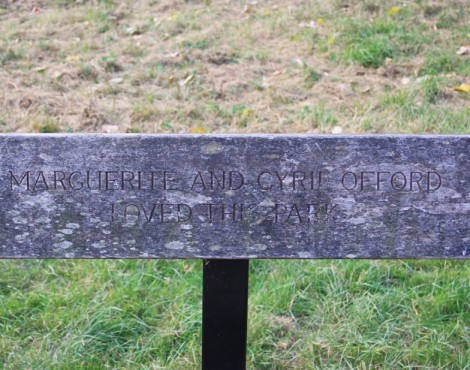 MARGUERITE AND CYRIL OFFORD
LOVED THIS PARK